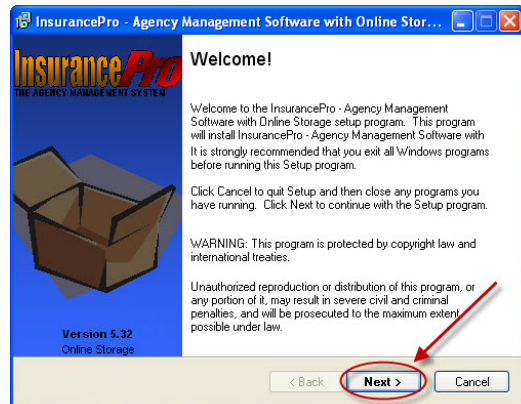 InsurancePro - Agency Management Software with Online Stor...
InsurancePro
THE AGENCY MANAGEMENT SYSTEM
Welcome!
Welcome to the InsurancePro - Agency Management
Software with Online Storage setup program. This program
will install InsurancePro - Agency Management Software with
It is strongly recommended that you exit all Windows programs
before running this Setup program.
Click Cancel to quit Setup and then close any programs you
have running. Click Next to continue with the Setup program.
WARNING: This program is protected by copyright law and
international treaties.
Unauthorized reproduction or distribution of this program, or
any portion of it, may result in severe civil and criminal
penalties, and will be prosecuted to the maximum extent
possible under law.
Version 5.32
Online Storage
< Back
Next >
Cancel